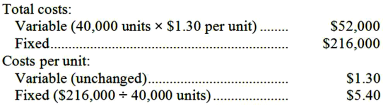 Total costs:
Variable (40,000 units × $1.30 per unit) ........ $52,000
Fixed................................................................ $216,000
Costs per unit:
Variable (unchanged)...................................... $1.30
Fixed ($216,000 ÷ 40,000 units).................... $5.40